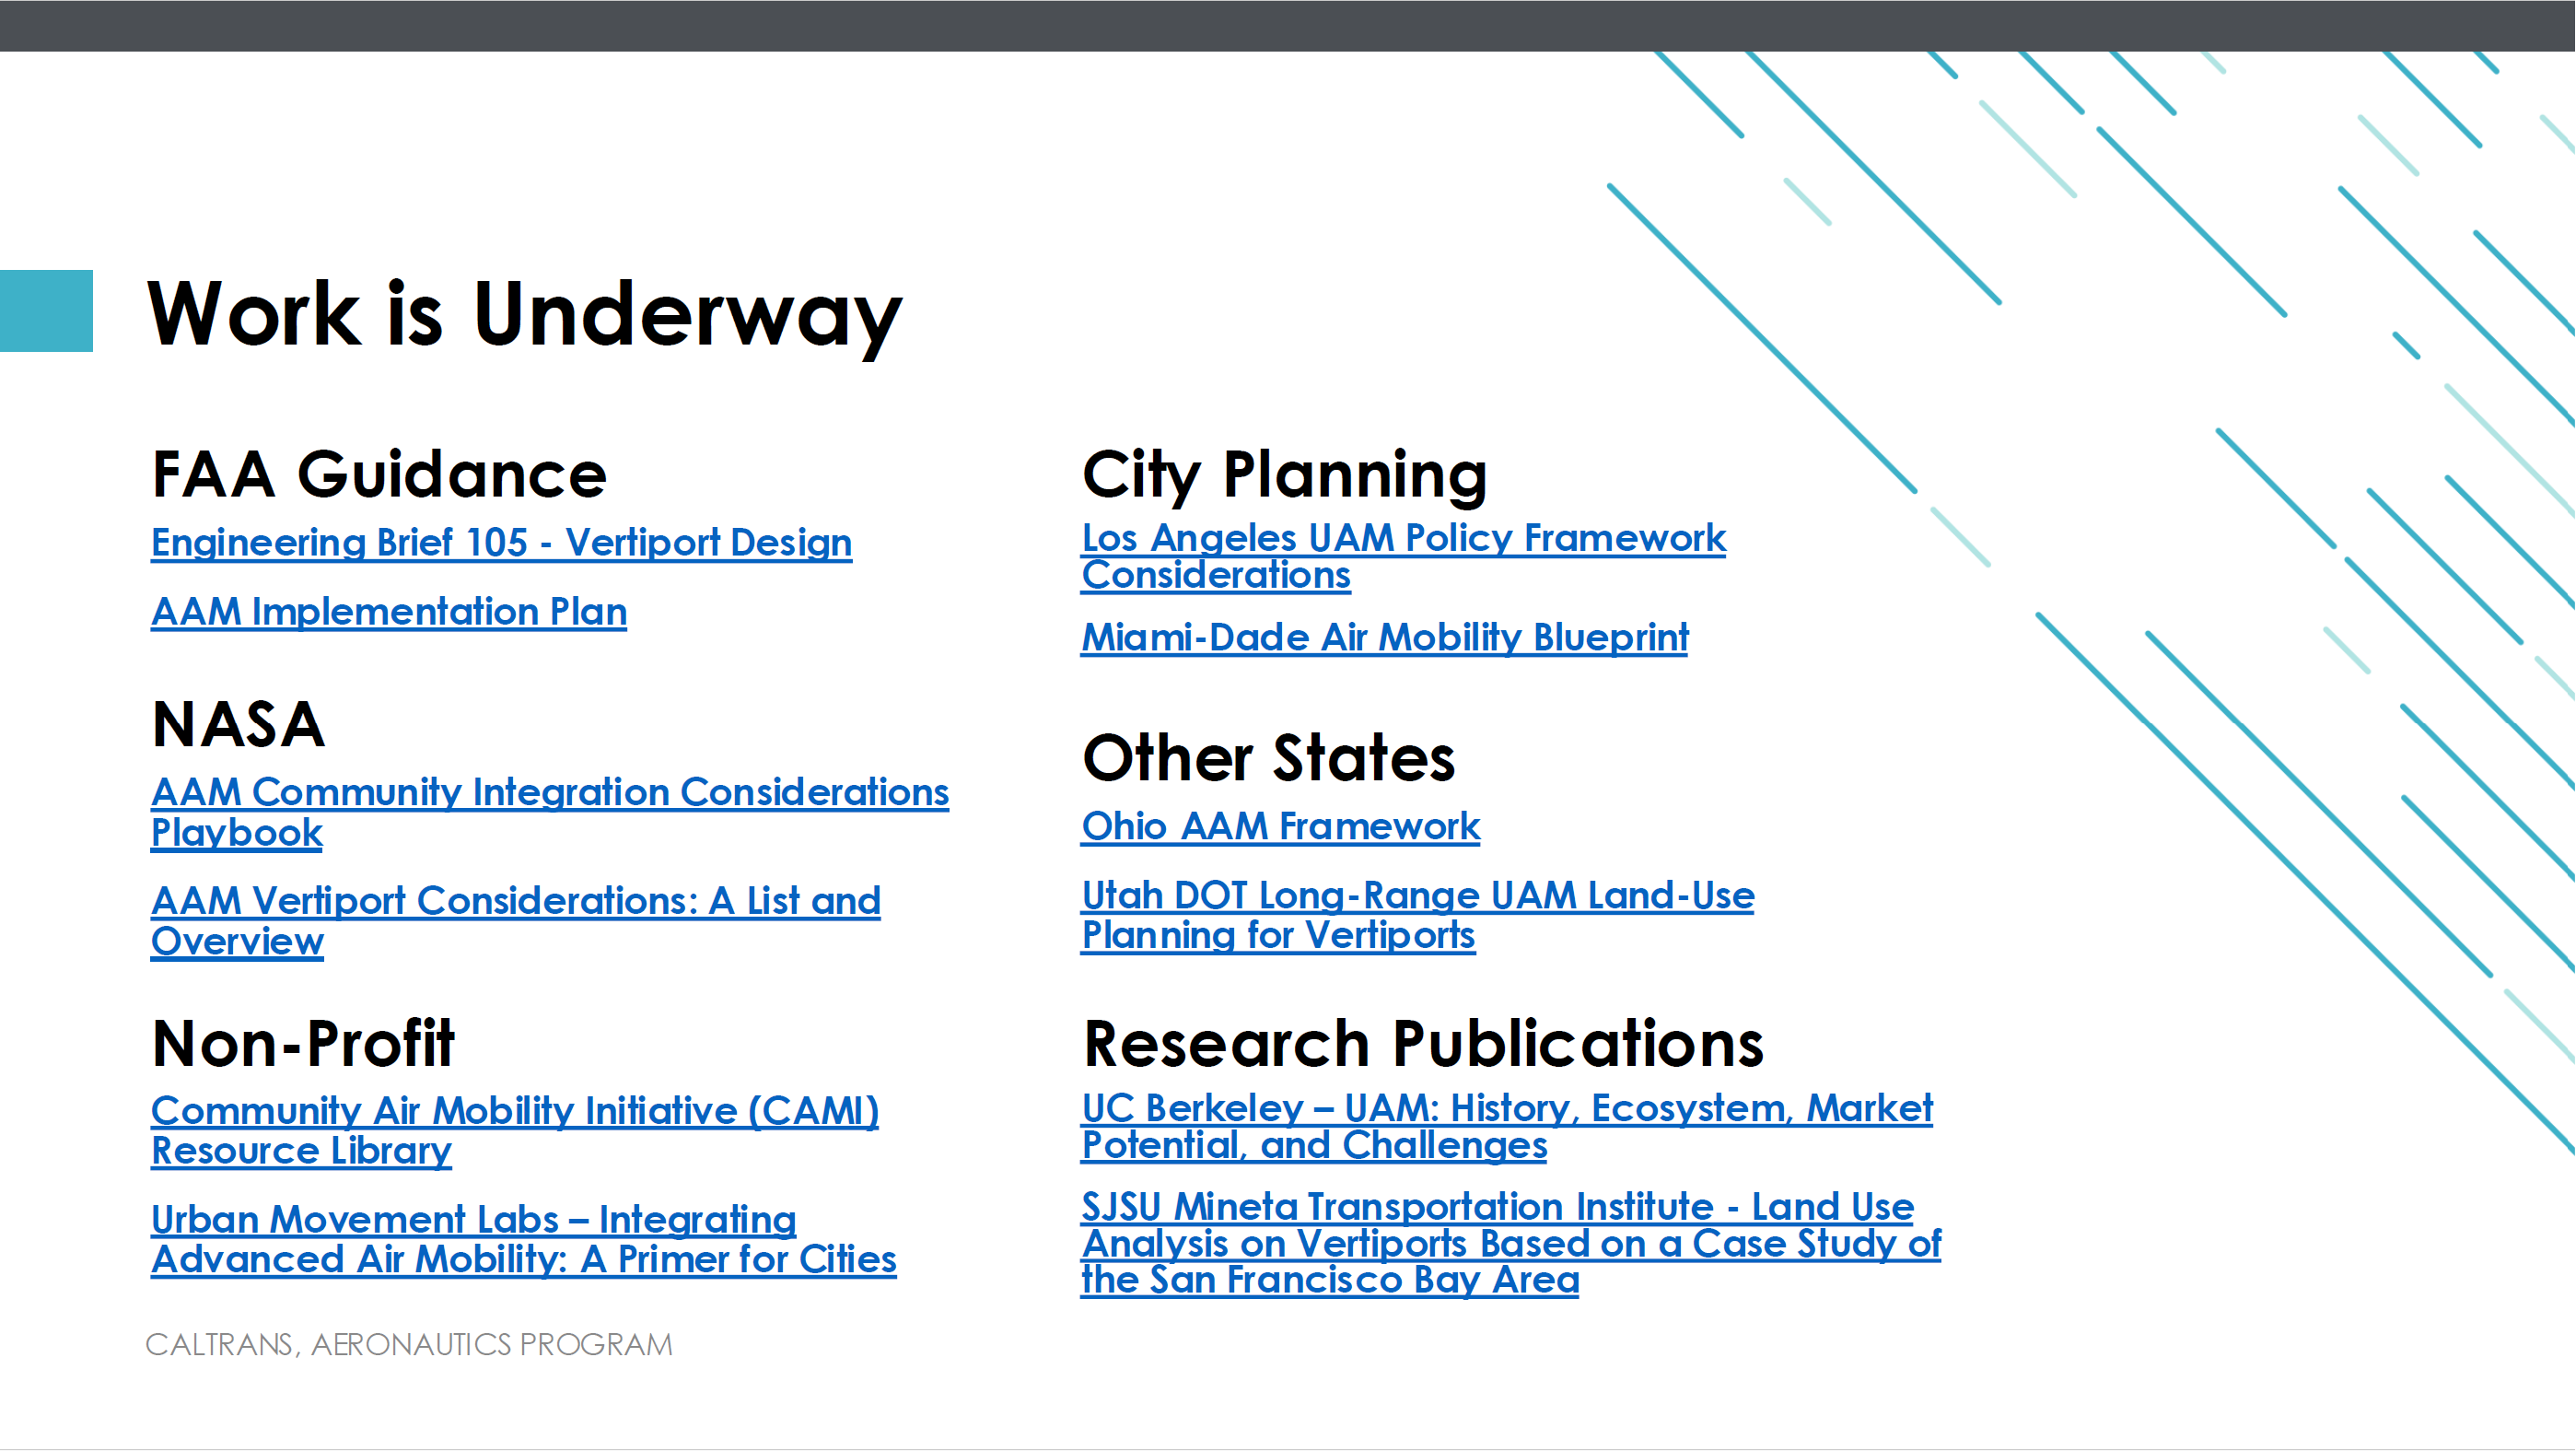 Work is Underway
FAA Guidance
Engineering Brief 105 - Vertiport Design
AAM Implementation Plan
NASA
AAM Community Integration Considerations
Playbook
AAM Vertiport Considerations: A List and
Overview
Non-Profit
Community Air Mobility Initiative (CAMI)
Resource Library
Urban Movement Labs – Integrating
Advanced Air Mobility: A Primer for Cities
City Planning
Los Angeles UAM Policy Framework
Considerations
Miami-Dade Air Mobility Blueprint
Other States
Ohio AAM Framework
Utah DOT Long-Range UAM Land-Use
Planning for Vertiports
Research Publications
UC Berkeley – UAM: History, Ecosystem, Market
Potential, and Challenges
SJSU Mineta Transportation Institute - Land Use
Analysis on Vertiports Based on a Case Study of
the San Francisco Bay Area
CALTRANS, AERONAUTICS PROGRAM